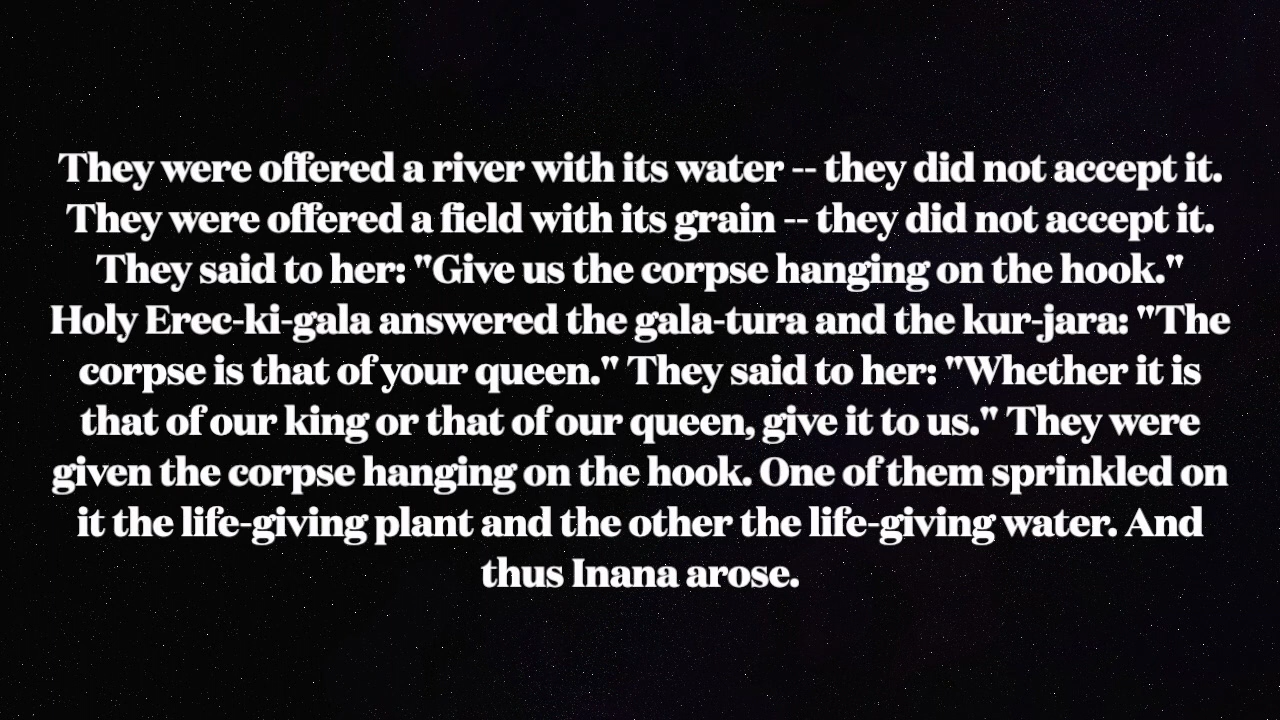 They were offered a river with its water -- they did not accept it.
They were offered a field with its grain -- they did not accept it.
They said to her: "Give us the corpse hanging on the hook."
Holy Erec-ki-gala answered the gala-tura and the kur-jara: "The
corpse is that of your queen." They said to her: "Whether it is
that of our king or that of our queen, give it to us." They were
given the corpse hanging on the hook. One of them sprinkled on
it the life-giving plant and the other the life-giving water. And
thus Inana arose.